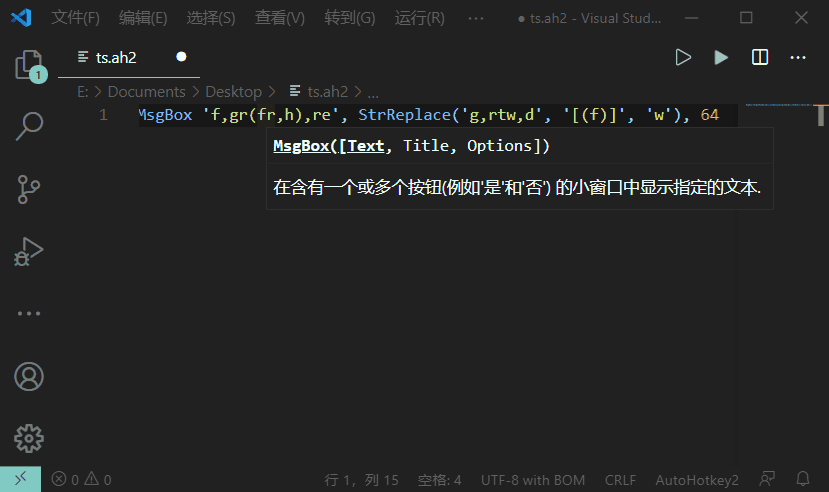 文件(F) 编辑(E) 选择(S) 查看(V) 转到(G) 运行(R) ··· ● ts.ah2 - Visual Stud...
ts.ah2 ●
E: > Documents > Desktop > ts.ah2 > ...
1 MsgBox 'f,gr(fr,h),re', StrReplace('g,rtw,d', '[(f)]', 'w'), 64
MsgBox([Text, Title, Options])
在含有一个或多个按钮(例如'是'和'否') 的小窗口中显示指定的文本.
1
0 0 行 1，列 15 空格: 4 UTF-8 with BOM CRLF AutoHotkey2